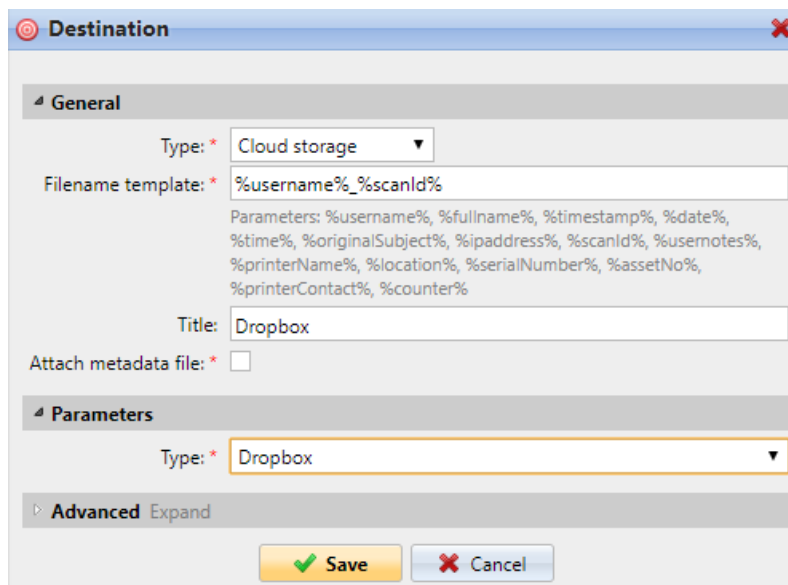 Destination
General
Type: * Cloud storage
Filename template: * %username%_%scanId%
Parameters: %username%, %fullname%, %timestamp%, %date%,
%time%, %originalSubject%, %ipaddress%, %scanId%, %usernotes%,
%printerName%, %location%, %serialNumber%, %assetNo%,
%printerContact%, %counter%
Title: Dropbox
Attach metadata file: *
Parameters
Type: * Dropbox
Advanced Expand
Save Cancel